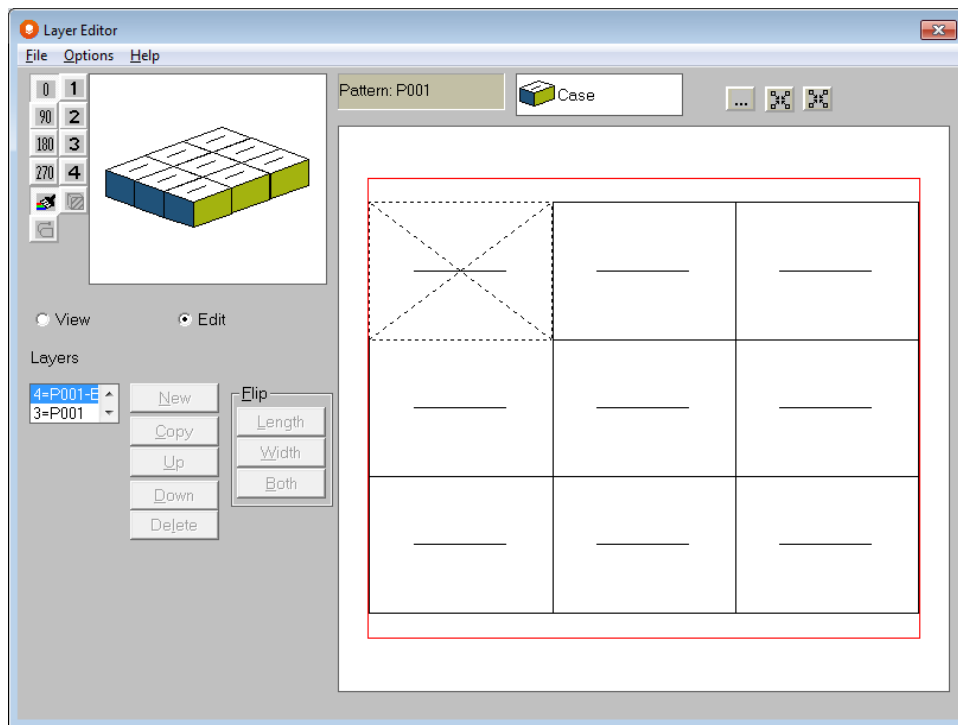 Layer Editor
File Options Help
0 1
90 2
180 3
270 4
Pattern: P001
Case
...
View
Edit
Layers
4=P001-E
3=P001
New
Copy
Up
Down
Delete
Flip
Length
Width
Both